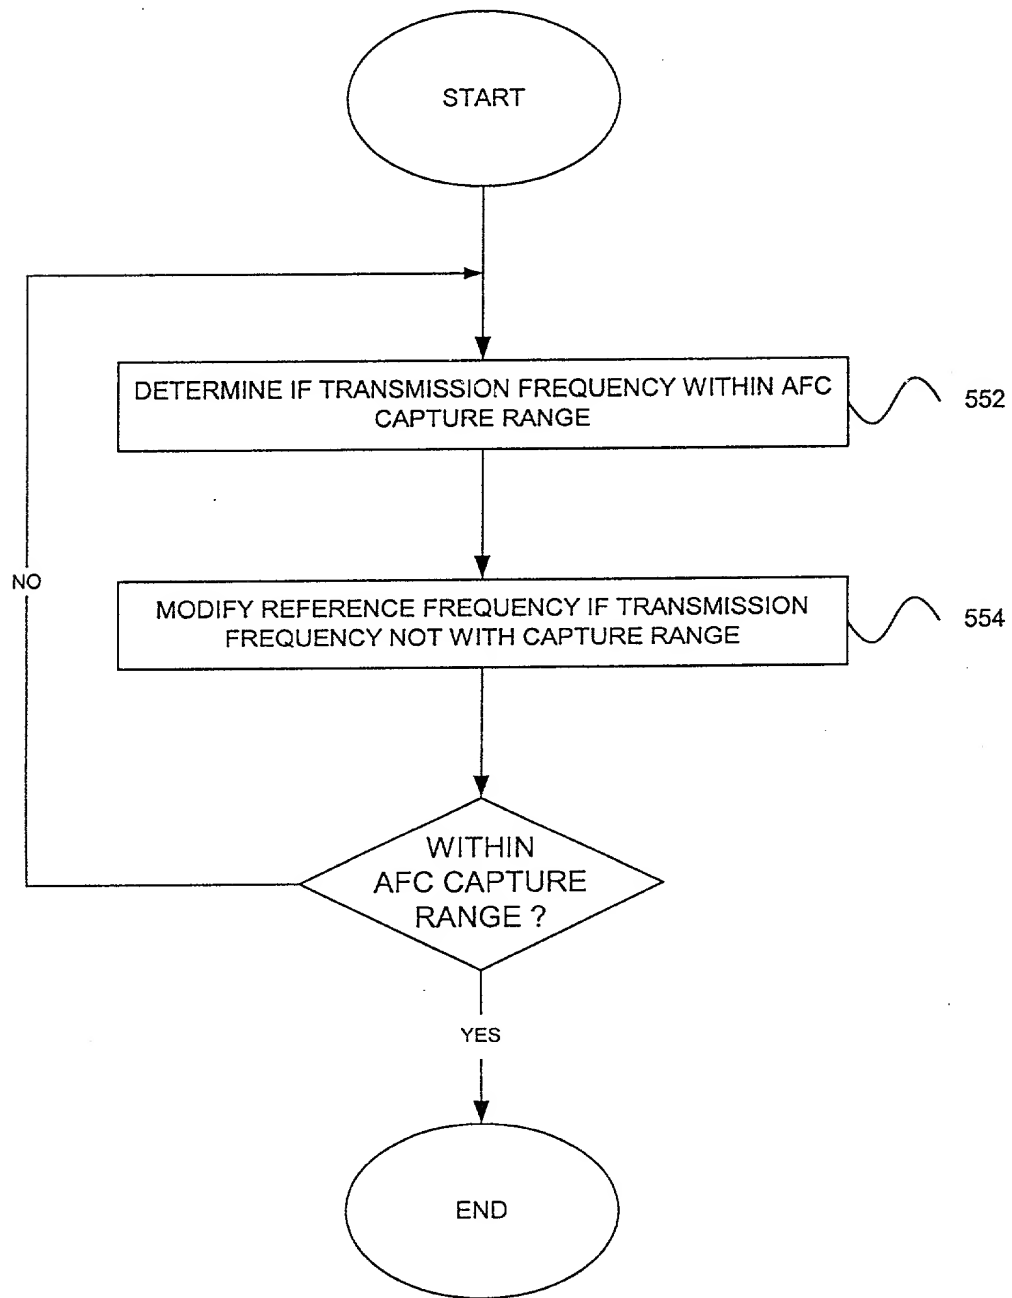 START
DETERMINE IF TRANSMISSION FREQUENCY WITHIN AFC
CAPTURE RANGE
552
MODIFY REFERENCE FREQUENCY IF TRANSMISSION
FREQUENCY NOT WITH CAPTURE RANGE
554
NO
WITHIN
AFC CAPTURE
RANGE ?
YES
END